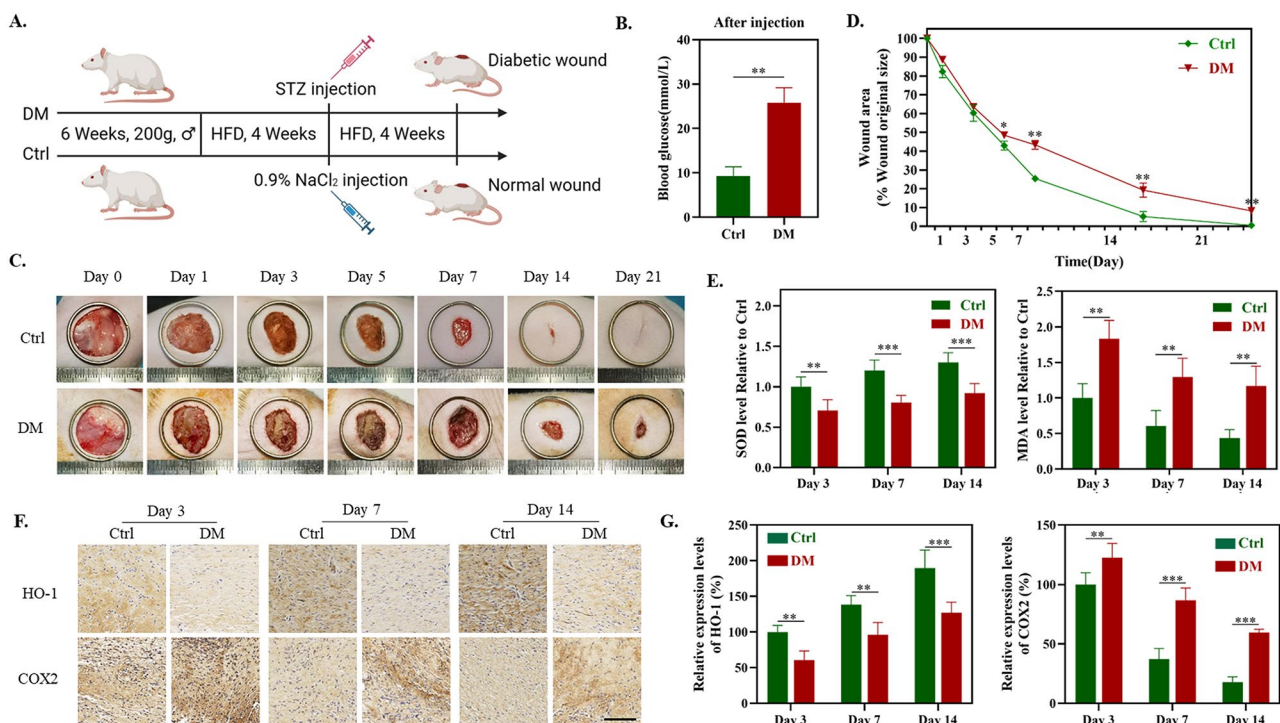 A.
STZ injection
Diabetic wound
DM
6 Weeks, 200g, ♂
HFD, 4 Weeks
HFD, 4 Weeks
Ctrl
0.9% NaCl₂ injection
Normal wound
B.
After injection
Blood glucose(mmol/L)
40
30
20
10
0
**
Ctrl
DM
C.
Day 0
Day 1
Day 3
Day 5
Day 7
Day 14
Day 21
Ctrl
DM
D.
Wound area
(% Wound original size)
100
90
80
70
60
50
40
30
20
10
0
Ctrl
DM
*
**
**
**
1
3
5
7
14
21
Time(Day)
E.
SOD level Relative to Ctrl
2.0
1.5
1.0
0.5
0.0
Ctrl
DM
**
***
***
Day 3
Day 7
Day 14
MDA level Relative to Ctrl
2.5
2.0
1.5
1.0
0.5
0.0
Ctrl
DM
**
**
**
Day 3
Day 7
Day 14
F.
Day 3
Day 7
Day 14
Ctrl
DM
Ctrl
DM
Ctrl
DM
HO-1
COX2
G.
Relative expression levels
of HO-1 (%)
250
200
150
100
50
0
Ctrl
DM
**
**
***
Day 3
Day 7
Day 14
Relative expression levels
of COX2 (%)
150
100
50
0
Ctrl
DM
**
***
***
Day 3
Day 7
Day 14